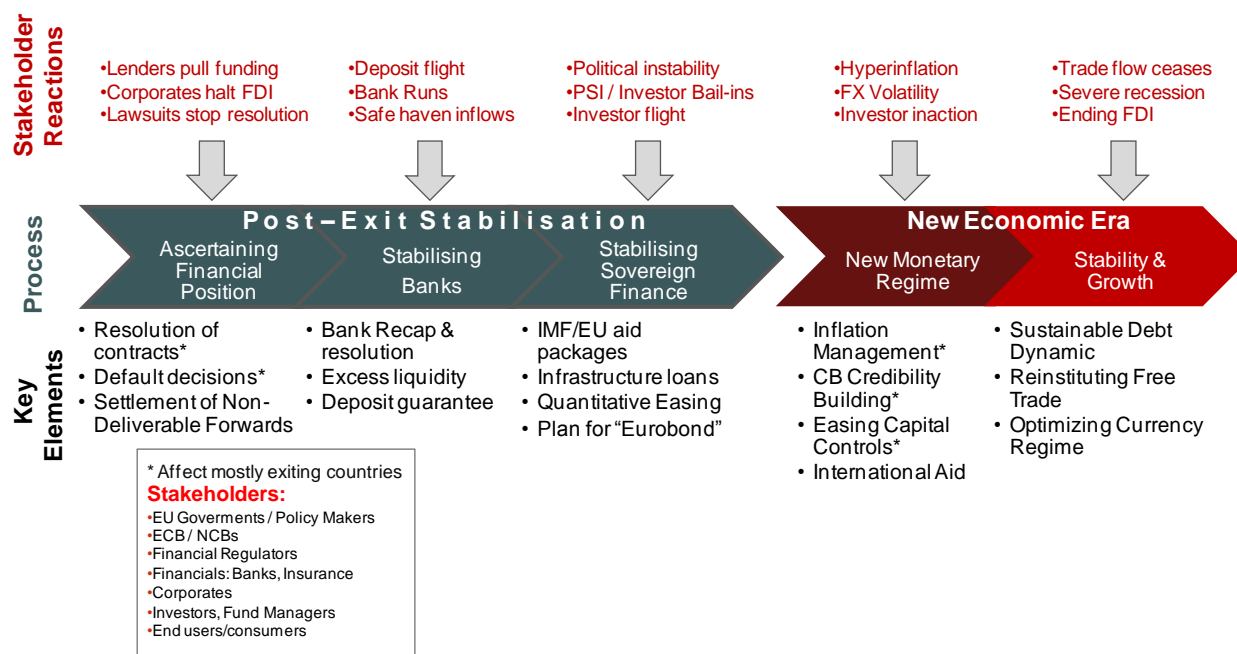 Stakeholder
Reactions
•Lenders pull funding
•Corporates halt FDI
•Lawsuits stop resolution
•Deposit flight
•Bank Runs
•Safe haven inflows
•Political instability
•PSI / Investor Bail-ins
•Investor flight
•Hyperinflation
•FX Volatility
•Investor inaction
•Trade flow ceases
•Severe recession
•Ending FDI
Process
Post–Exit Stabilisation
Ascertaining
Financial
Position
Stabilising
Banks
Stabilising
Sovereign
Finance
New Economic Era
New Monetary
Regime
Stability &
Growth
Key
Elements
• Resolution of
contracts*
• Default decisions*
• Settlement of Non-
Deliverable Forwards
• Bank Recap &
resolution
• Excess liquidity
• Deposit guarantee
• IMF/EU aid
packages
• Infrastructure loans
• Quantitative Easing
• Plan for “Eurobond”
• Inflation
Management*
• CB Credibility
Building*
• Easing Capital
Controls*
• International Aid
• Sustainable Debt
Dynamic
• Reinstituting Free
Trade
• Optimizing Currency
Regime
* Affect mostly exiting countries
Stakeholders:
•EU Goverments / Policy Makers
•ECB / NCBs
•Financial Regulators
•Financials: Banks, Insurance
•Corporates
•Investors, Fund Managers
•End users/consumers